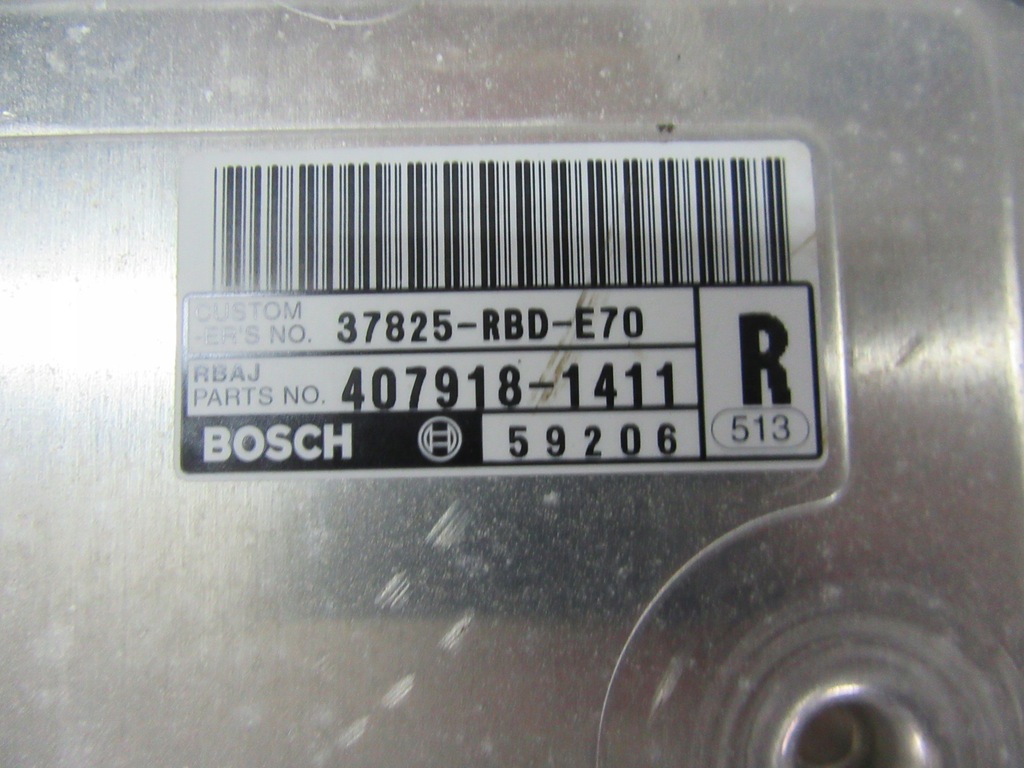 CUSTOM
-ER'S NO. 37825-RBD-E70
RBAJ
PARTS NO. 407918-1411
BOSCH 59206
R
513